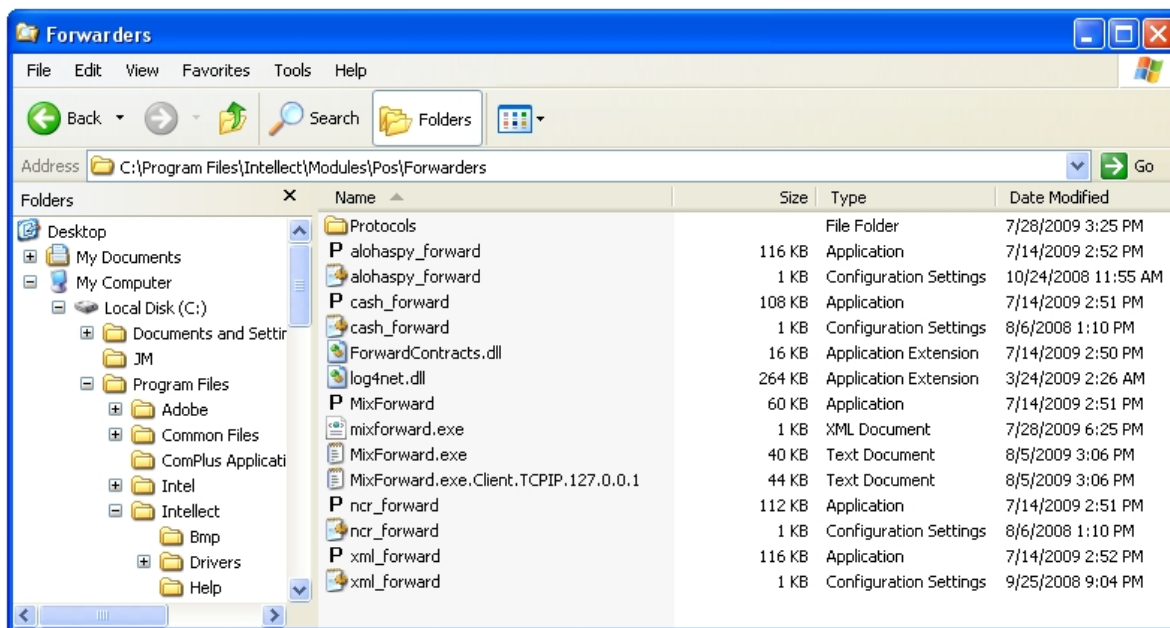 Forwarders
File Edit View Favorites Tools Help
Back Search Folders
Address C:\Program Files\Intellect\Modules\Pos\Forwarders Go
Folders Name Size Type Date Modified
Desktop
My Documents
My Computer
Local Disk (C:)
Documents and Settin
JM
Program Files
Adobe
Common Files
ComPlus Applicati
Intel
Intellect
Bmp
Drivers
Help
Protocols File Folder 7/28/2009 3:25 PM
P alohaspy_forward 116 KB Application 7/14/2009 2:52 PM
alohaspy_forward 1 KB Configuration Settings 10/24/2008 11:55 AM
P cash_forward 108 KB Application 7/14/2009 2:51 PM
cash_forward 1 KB Configuration Settings 8/6/2008 1:10 PM
ForwardContracts.dll 16 KB Application Extension 7/14/2009 2:50 PM
log4net.dll 264 KB Application Extension 3/24/2009 2:26 AM
P MixForward 60 KB Application 7/14/2009 2:51 PM
mixforward.exe 1 KB XML Document 7/28/2009 6:25 PM
MixForward.exe 40 KB Text Document 8/5/2009 3:06 PM
MixForward.exe.Client.TCPIP.127.0.0.1 44 KB Text Document 8/5/2009 3:06 PM
P ncr_forward 112 KB Application 7/14/2009 2:51 PM
ncr_forward 1 KB Configuration Settings 8/6/2008 1:10 PM
P xml_forward 116 KB Application 7/14/2009 2:52 PM
xml_forward 1 KB Configuration Settings 9/25/2008 9:04 PM